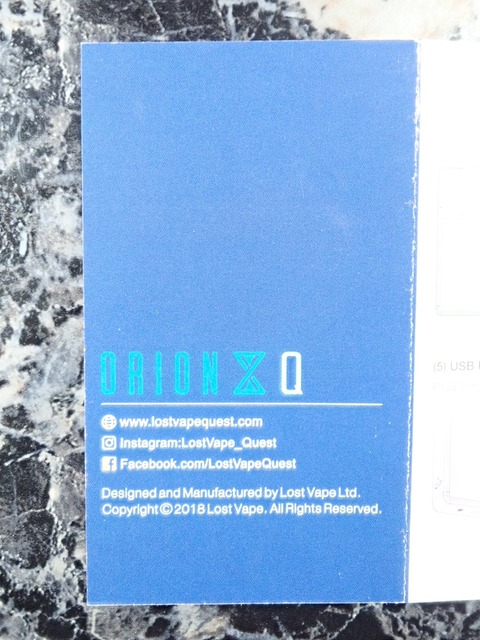 ORION Q
www.lostvapequest.com
Instagram:LostVape_Quest
Facebook.com/LostVapeQuest
Designed and Manufactured by Lost Vape Ltd.
Copyright © 2018 Lost Vape. All Rights Reserved.
(5) USB